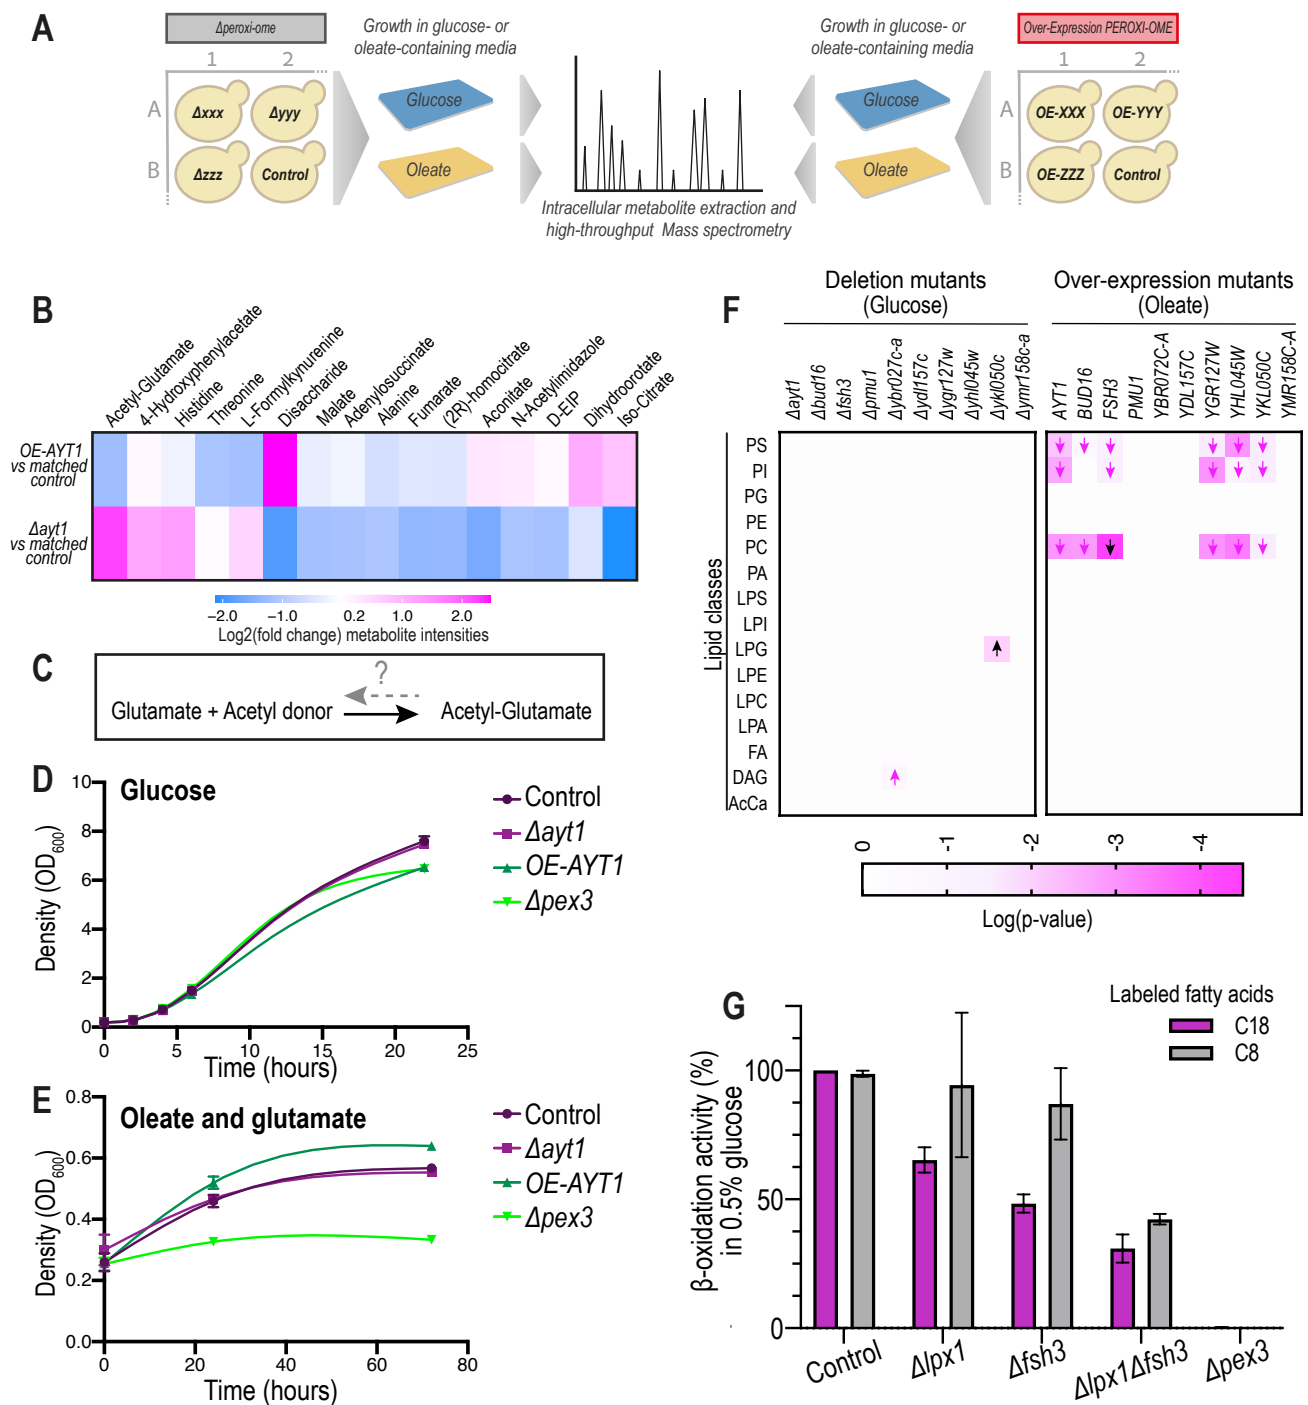 A
Δperoxi-ome
1 2
A
B
Δxxx Δyyy
Δzzz Control
Growth in glucose- or
oleate-containing media
Glucose
Oleate
Intracellular metabolite extraction and
high-throughput Mass spectrometry
Growth in glucose- or
oleate-containing media
Glucose
Oleate
Over-Expression PEROXI-OME
1 2
A
B
OE-XXX OE-YYY
OE-ZZZ Control
B
Acetyl-Glutamate
4-Hydroxyphenylacetate
Histidine
Threonine
L-Formylkynurenine
Disaccharide
Malate
Adenylosuccinate
Alanine
Fumarate
(2R)-homocitrate
Aconitate
N-Acetylimidazole
D-EIP
Dihydroorotate
Iso-Citrate
OE-AYT1
vs matched
control
Δayt1
vs matched
control
−2.0 −1.0 0.2 1.0 2.0
Log2(fold change) metabolite intensities
C
?
Glutamate + Acetyl donor Acetyl-Glutamate
D
Glucose
Density (OD600)
10
8
6
4
2
0
0 5 10 15 20 25
Time (hours)
Control
Δayt1
OE-AYT1
Δpex3
E
Oleate and glutamate
Density (OD600)
0.8
0.6
0.4
0.2
0.0
0 20 40 60 80
Time (hours)
Control
Δayt1
OE-AYT1
Δpex3
F
Deletion mutants
(Glucose)
Δayt1
Δbud16
Δfsh3
Δpmu1
Δybr027c-a
Δydl157c
Δygr127w
Δyhl045w
Δykl050c
Δymr158c-a
Over-expression mutants
(Oleate)
AYT1
BUD16
FSH3
PMU1
YBR072C-A
YDL157C
YGR127W
YHL045W
YKL050C
YMR158C-A
Lipid classes
PS
PI
PG
PE
PC
PA
LPS
LPI
LPG
LPE
LPC
LPA
FA
DAG
AcCa
0 -1 -2 -3 -4
Log(p-value)
G
Labeled fatty acids
C18
C8
β-oxidation activity (%)
in 0.5% glucose
100
50
0
Control
Δlpx1
Δfsh3
Δlpx1Δfsh3
Δpex3